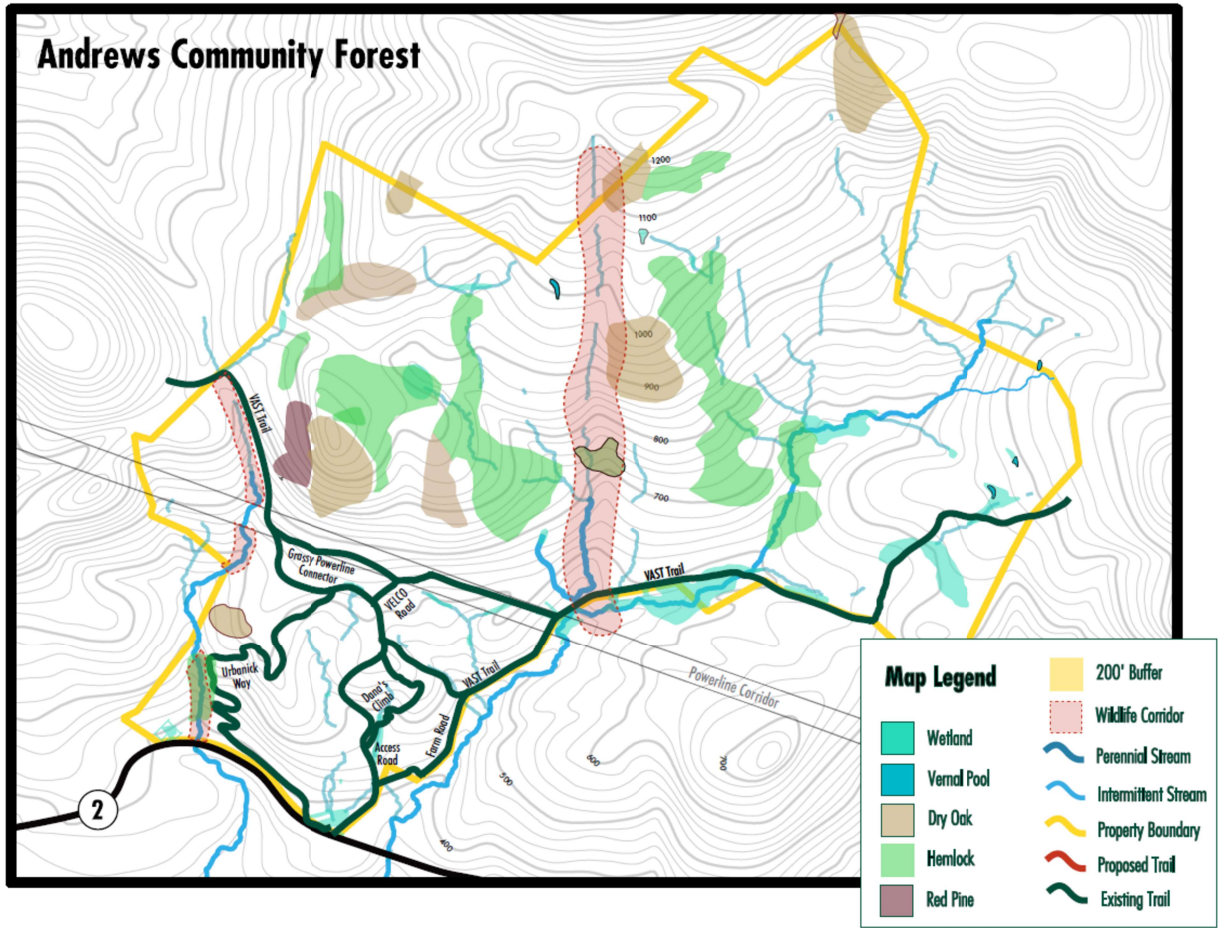 Andrews Community Forest
1200
1100
1000
900
800
700
VAST Trail
Grassy Powerline
Connector
VELCO
Road
VAST Trail
VAST Trail
Urbanick
Way
Dana's
Climb
Access
Road
Farm Road
Powerline Corridor
500
600
700
400
2
Map Legend
Wetland
Vernal Pool
Dry Oak
Hemlock
Red Pine
200' Buffer
Wildlife Corridor
Perennial Stream
Intermittent Stream
Property Boundary
Proposed Trail
Existing Trail